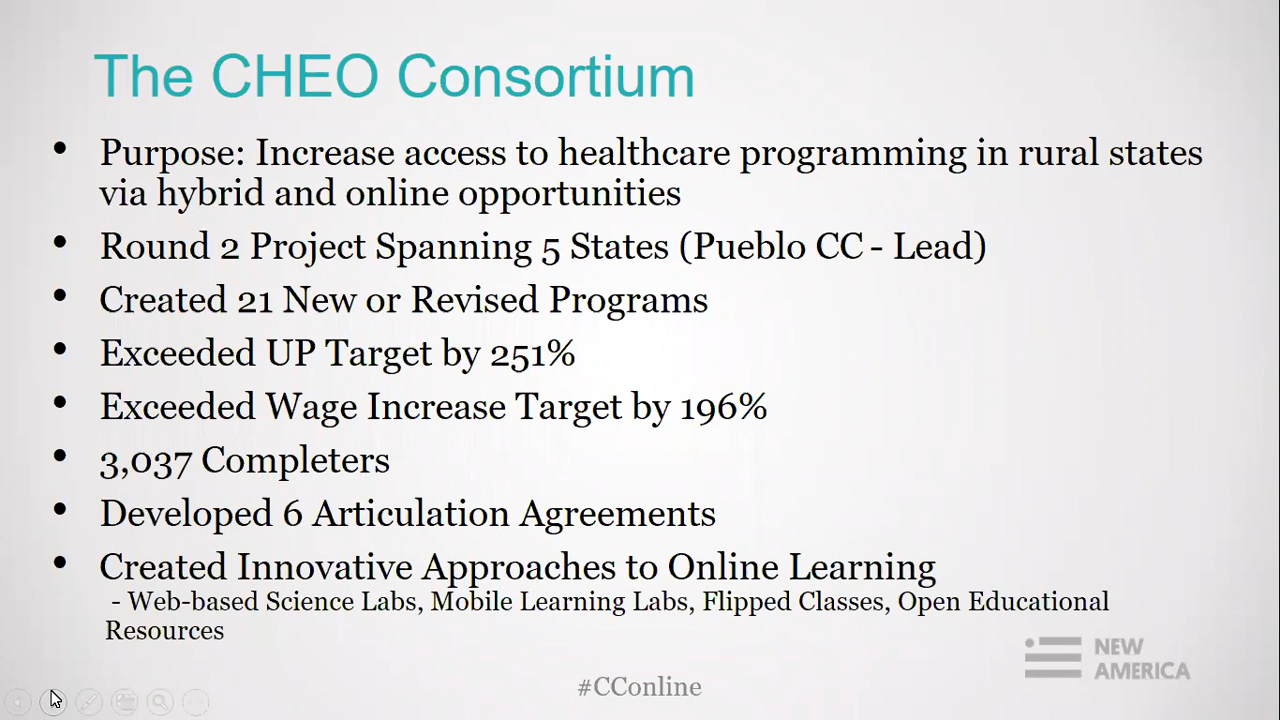 The CHEO Consortium
• Purpose: Increase access to healthcare programming in rural states
via hybrid and online opportunities
• Round 2 Project Spanning 5 States (Pueblo CC - Lead)
• Created 21 New or Revised Programs
• Exceeded UP Target by 251%
• Exceeded Wage Increase Target by 196%
• 3,037 Completers
• Developed 6 Articulation Agreements
• Created Innovative Approaches to Online Learning
- Web-based Science Labs, Mobile Learning Labs, Flipped Classes, Open Educational
Resources
NEW
AMERICA
#CConline